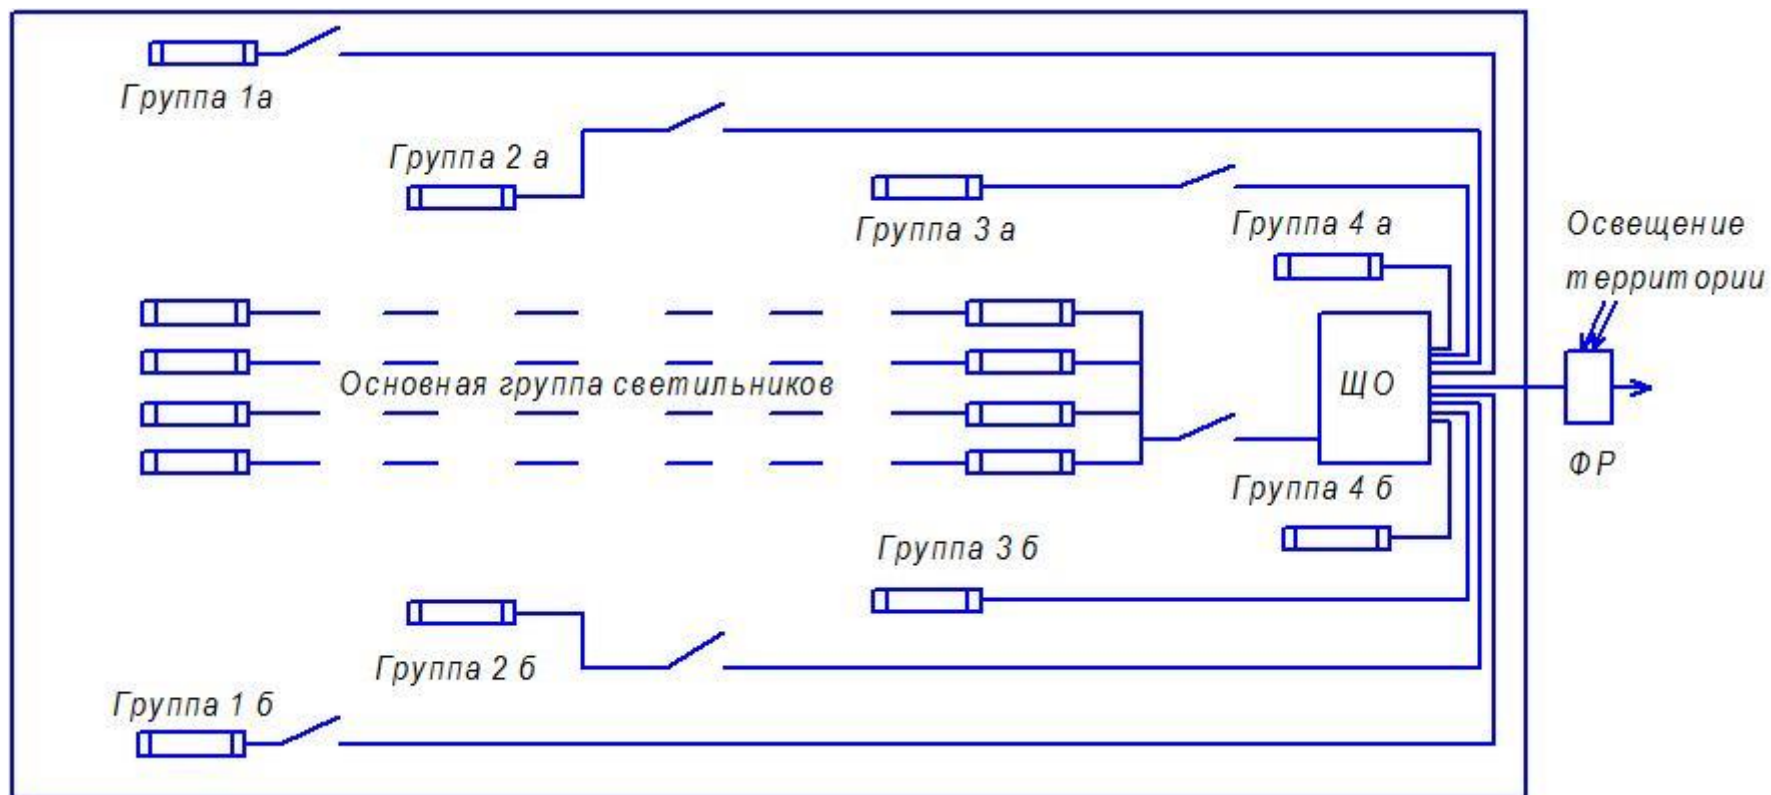 Группа 1а
Группа 2 а
Группа 3 а
Группа 4 а
Освещение
территории
Основная группа светильников
ЩО
ФР
Группа 4 б
Группа 3 б
Группа 2 б
Группа 1 б